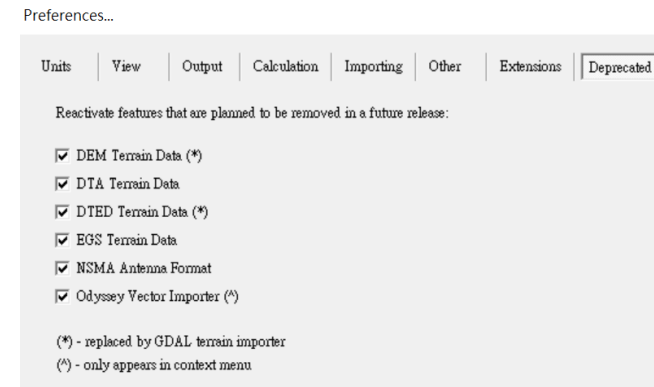 Preferences...
Units View Output Calculation Importing Other Extensions Deprecated
Reactivate features that are planned to be removed in a future release:
DEM Terrain Data (*)
DTA Terrain Data
DTED Terrain Data (*)
EGS Terrain Data
NSMA Antenna Format
Odyssey Vector Importer (^)
(*) - replaced by GDAL terrain importer
(^) - only appears in context menu